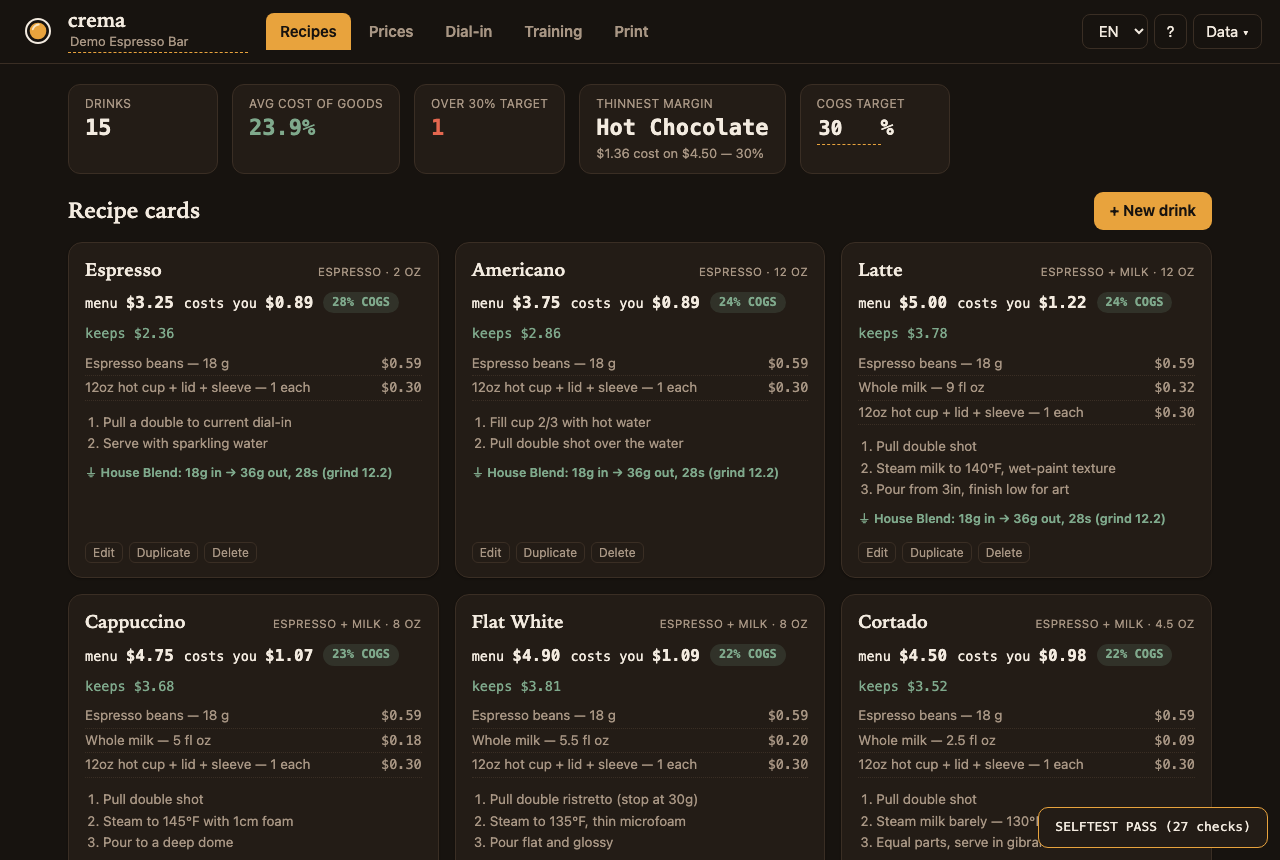 crema
Demo Espresso Bar
Recipes
Prices
Dial-in
Training
Print
EN
?
Data ▾
DRINKS
15
AVG COST OF GOODS
23.9%
OVER 30% TARGET
1
THINNEST MARGIN
Hot Chocolate
$1.36 cost on $4.50 — 30%
COGS TARGET
30 %
Recipe cards
+ New drink
Espresso
ESPRESSO · 2 OZ
menu $3.25 costs you $0.89 28% COGS
keeps $2.36
Espresso beans — 18 g $0.59
12oz hot cup + lid + sleeve — 1 each $0.30
1. Pull a double to current dial-in
2. Serve with sparkling water
⏚ House Blend: 18g in → 36g out, 28s (grind 12.2)
Edit Duplicate Delete
Americano
ESPRESSO · 12 OZ
menu $3.75 costs you $0.89 24% COGS
keeps $2.86
Espresso beans — 18 g $0.59
12oz hot cup + lid + sleeve — 1 each $0.30
1. Fill cup 2/3 with hot water
2. Pull double shot over the water
⏚ House Blend: 18g in → 36g out, 28s (grind 12.2)
Edit Duplicate Delete
Latte
ESPRESSO + MILK · 12 OZ
menu $5.00 costs you $1.22 24% COGS
keeps $3.78
Espresso beans — 18 g $0.59
Whole milk — 9 fl oz $0.32
12oz hot cup + lid + sleeve — 1 each $0.30
1. Pull double shot
2. Steam milk to 140°F, wet-paint texture
3. Pour from 3in, finish low for art
⏚ House Blend: 18g in → 36g out, 28s (grind 12.2)
Edit Duplicate Delete
Cappuccino
ESPRESSO + MILK · 8 OZ
menu $4.75 costs you $1.07 23% COGS
keeps $3.68
Espresso beans — 18 g $0.59
Whole milk — 5 fl oz $0.18
12oz hot cup + lid + sleeve — 1 each $0.30
1. Pull double shot
2. Steam to 145°F with 1cm foam
3. Pour to a deep dome
Flat White
ESPRESSO + MILK · 8 OZ
menu $4.90 costs you $1.09 22% COGS
keeps $3.81
Espresso beans — 18 g $0.59
Whole milk — 5.5 fl oz $0.20
12oz hot cup + lid + sleeve — 1 each $0.30
1. Pull double ristretto (stop at 30g)
2. Steam to 135°F, thin microfoam
3. Pour flat and glossy
Cortado
ESPRESSO + MILK · 4.5 OZ
menu $4.50 costs you $0.98 22% COGS
keeps $3.52
Espresso beans — 18 g $0.59
Whole milk — 2.5 fl oz $0.09
12oz hot cup + lid + sleeve — 1 each $0.30
1. Pull double shot
2. Steam milk barely — 130°
3. Equal parts, serve in
SELFTEST PASS (27 checks)